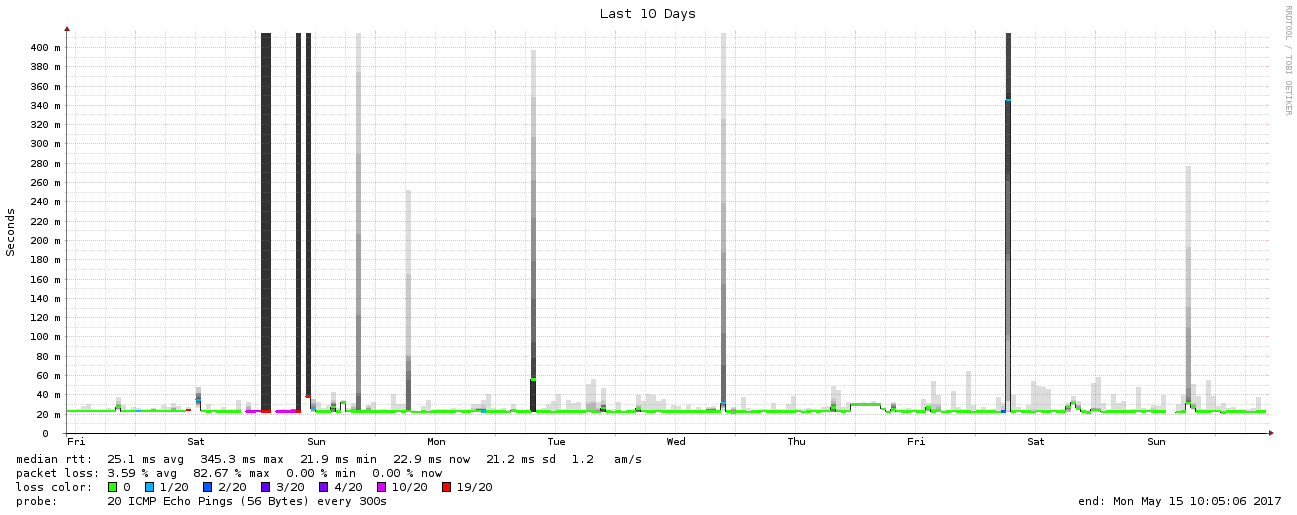 Last 10 Days
RRDTOOL / TOBI OETIKER
Seconds
400 m
380 m
360 m
340 m
320 m
300 m
280 m
260 m
240 m
220 m
200 m
180 m
160 m
140 m
120 m
100 m
80 m
60 m
40 m
20 m
0
Fri Sat Sun Mon Tue Wed Thu Fri Sat Sun
median rtt: 25.1 ms avg 345.3 ms max 21.9 ms min 22.9 ms now 21.2 ms sd 1.2 am/s
packet loss: 3.59 % avg 82.67 % max 0.00 % min 0.00 % now
loss color: 0 1/20 2/20 3/20 4/20 10/20 19/20
probe: 20 ICMP Echo Pings (56 Bytes) every 300s end: Mon May 15 10:05:06 2017